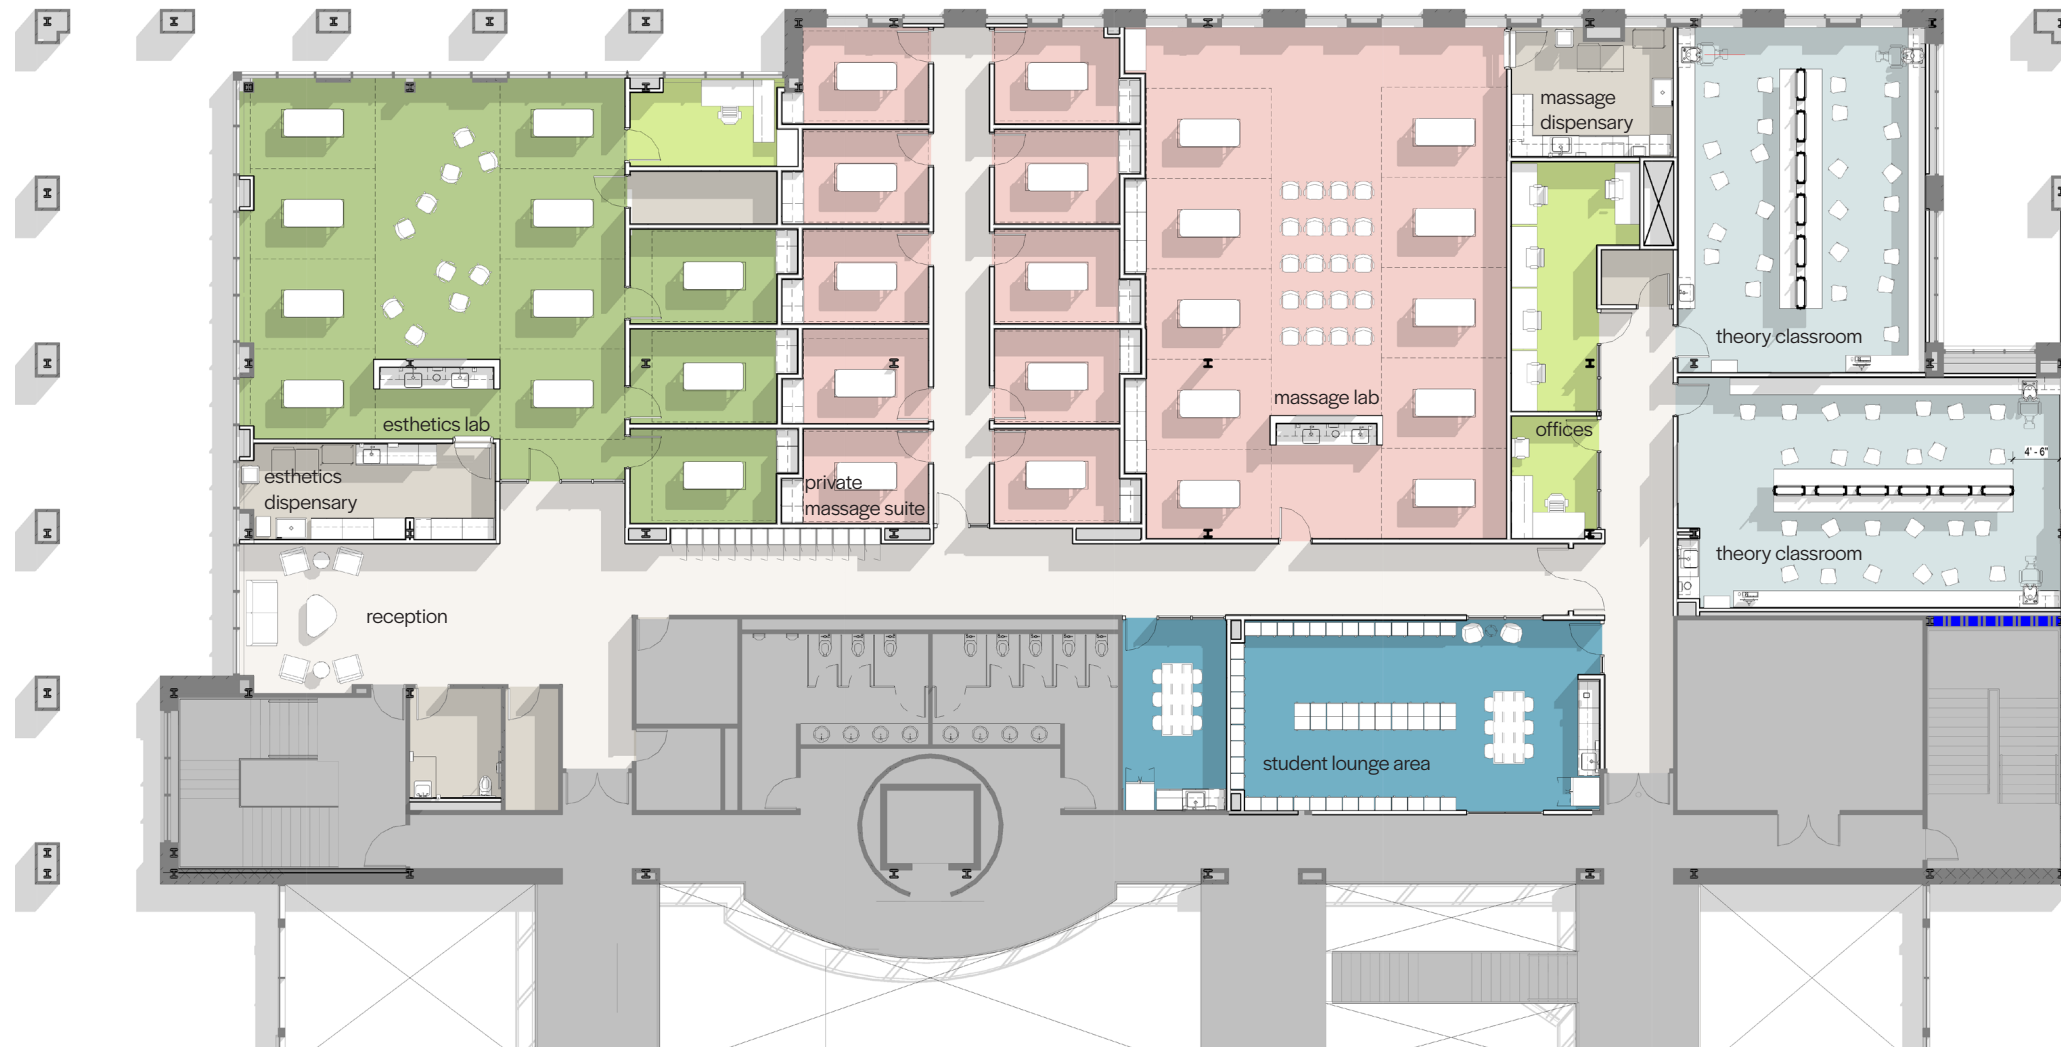 massage
dispensary
theory classroom
massage lab
esthetics lab
offices
4' - 6"
esthetics
dispensary
private
massage suite
theory classroom
reception
student lounge area